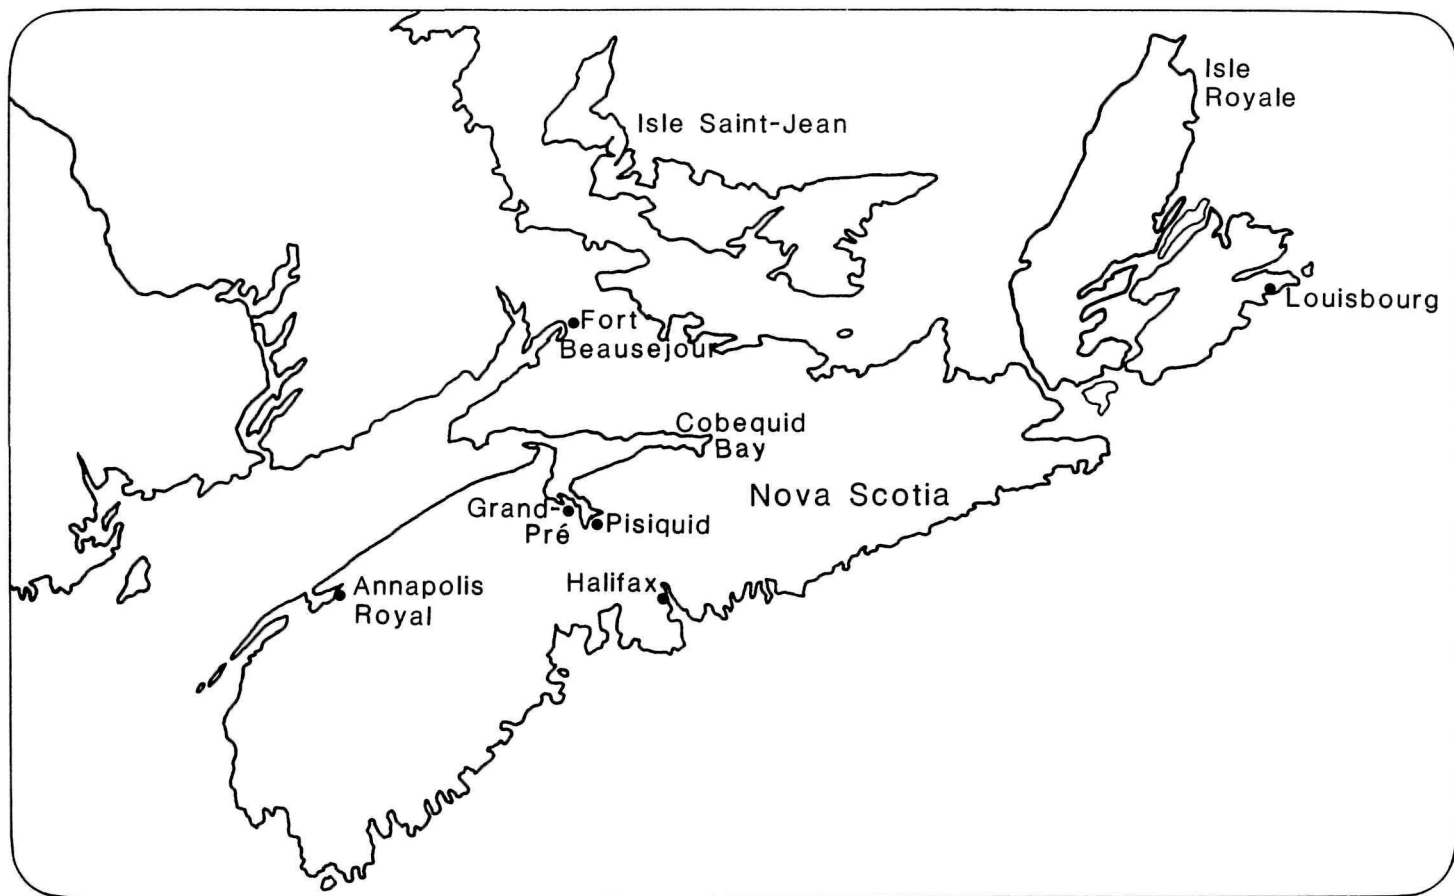 Isle
Royale
Isle Saint-Jean
Louisbourg
Fort
Beausejour
Cobequid
Bay
Nova Scotia
Grand-
Pré
Pisiquid
Annapolis
Royal
Halifax